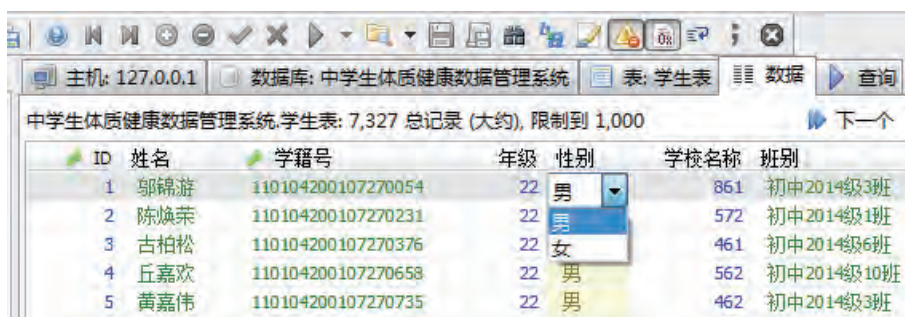 主机: 127.0.0.1 数据库: 中学生体质健康数据管理系统 表: 学生表 数据 查询
中学生体质健康数据管理系统.学生表: 7,327 总记录 (大约), 限制到 1,000 下一个
ID 姓名 学籍号 年级 性别 学校名称 班别
1 邬锦游 110104200107270054 22 男 861 初中2014级3班
2 陈焕荣 110104200107270231 22 男 572 初中2014级1班
3 古柏松 110104200107270376 22 女 461 初中2014级6班
4 丘嘉欢 110104200107270658 22 男 562 初中2014级10班
5 黄嘉伟 110104200107270735 22 男 462 初中2014级3班